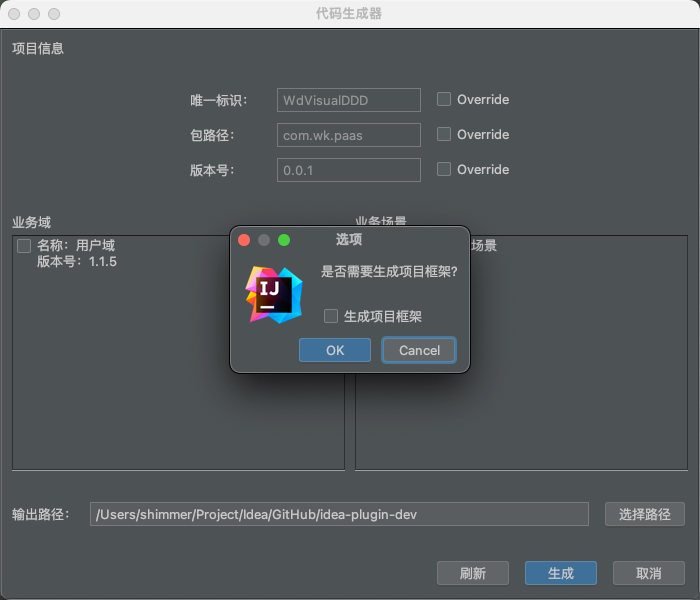 代码生成器
项目信息
唯一标识： WdVisualDDD Override
包路径： com.wk.paas Override
版本号： 0.0.1 Override
业务域 业务场景
名称：用户域
版本号：1.1.5
场景
选项
IJ
是否需要生成项目框架?
生成项目框架
OK Cancel
输出路径： /Users/shimmer/Project/Idea/GitHub/idea-plugin-dev 选择路径
刷新 生成 取消